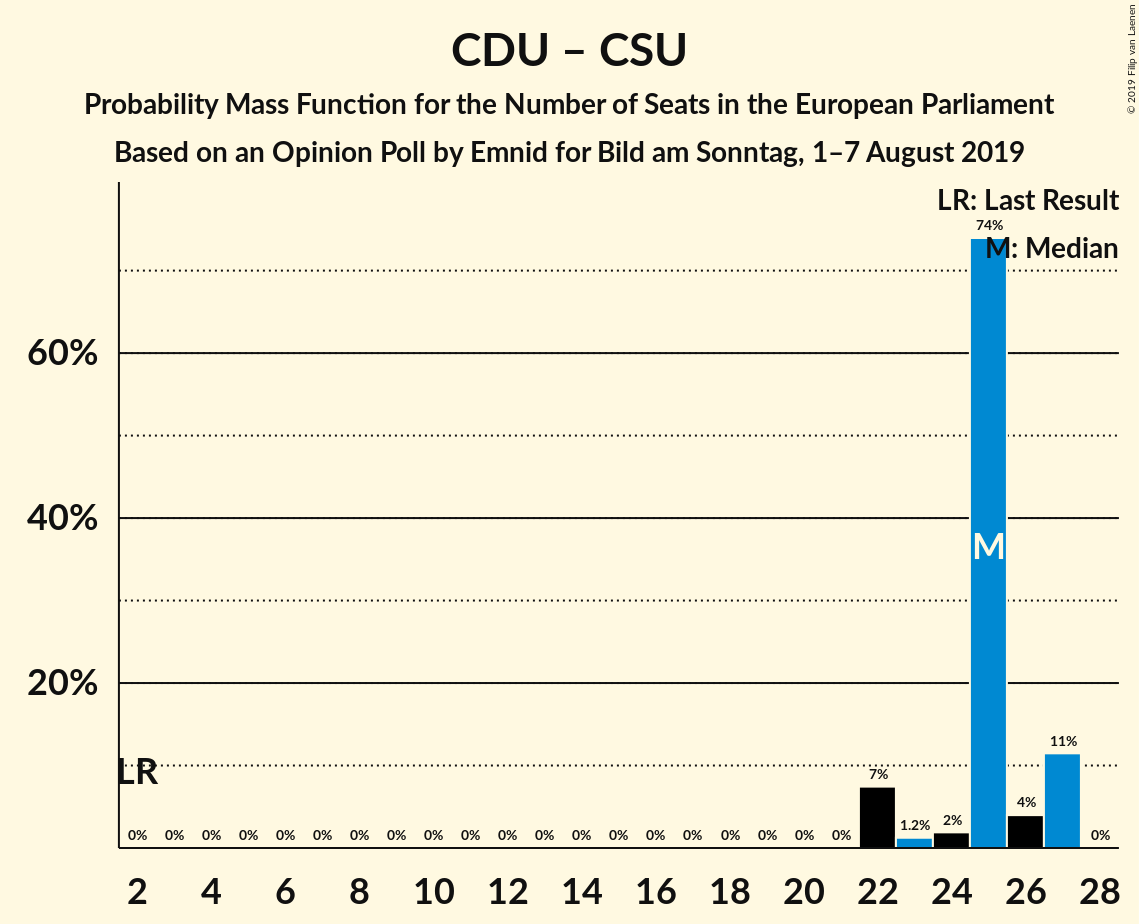 CDU – CSU
Probability Mass Function for the Number of Seats in the European Parliament
Based on an Opinion Poll by Emnid for Bild am Sonntag, 1–7 August 2019
© 2019 Filip van Laenen
LR: Last Result
M: Median
74%
60%
40%
M
20%
LR
11%
7%
4%
1.2%
2%
0% 0% 0% 0% 0% 0% 0% 0% 0% 0% 0% 0% 0% 0% 0% 0% 0% 0% 0% 0% 0%
2 4 6 8 10 12 14 16 18 20 22 24 26 28